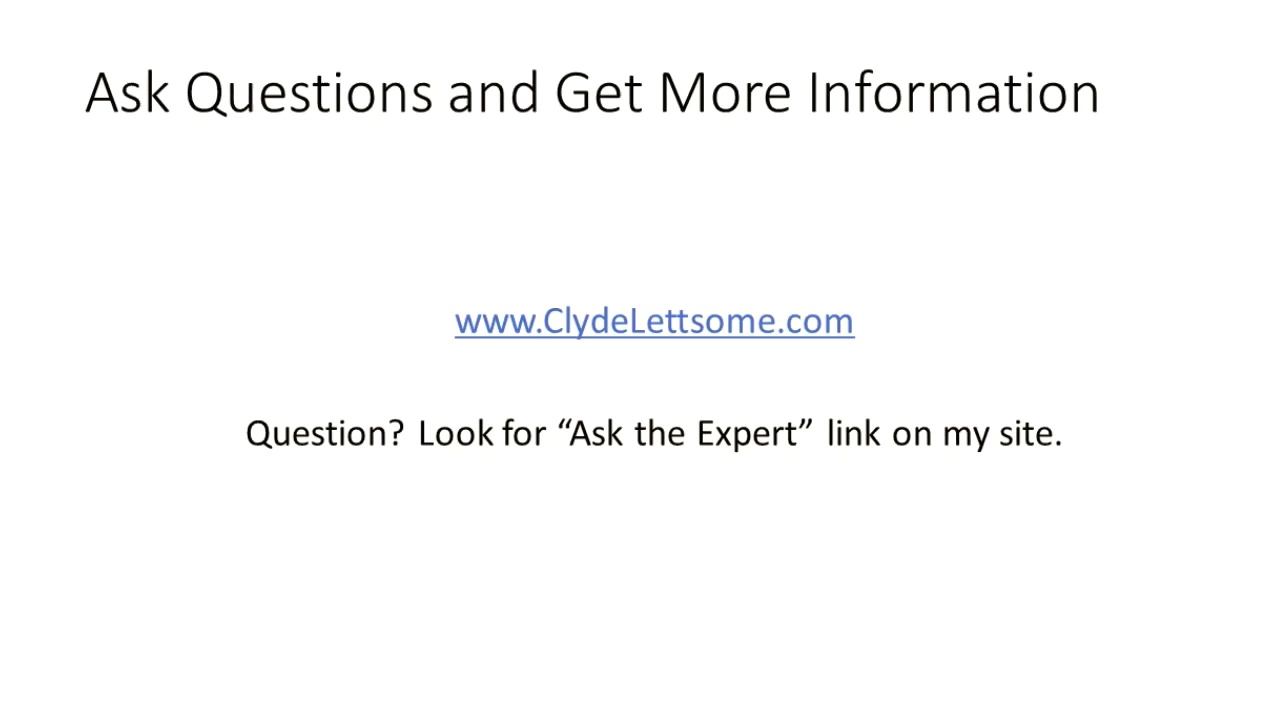 Ask Questions and Get More Information
www.ClydeLettsome.com
Question? Look for “Ask the Expert” link on my site.